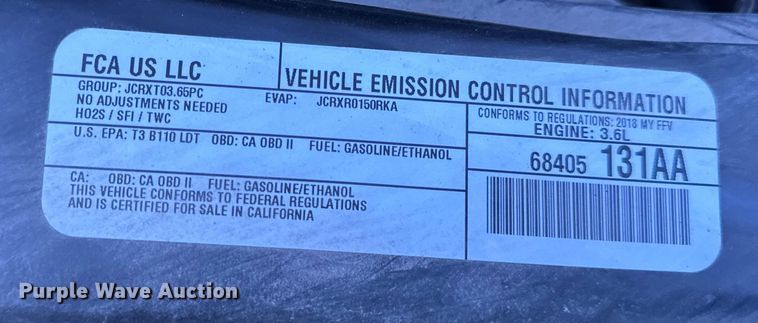 FCA US LLC
VEHICLE EMISSION CONTROL INFORMATION
GROUP: JCRXT03.65PC EVAP: JCRXR0150RKA
NO ADJUSTMENTS NEEDED
HO2S / SFI / TWC
CONFORMS TO REGULATIONS: 2018 MY FFV
ENGINE: 3.6L
U.S. EPA: T3 B110 LDT OBD: CA OBD II FUEL: GASOLINE/ETHANOL
68405 131AA
CA: OBD: CA OBD II FUEL: GASOLINE/ETHANOL
THIS VEHICLE CONFORMS TO FEDERAL REGULATIONS
AND IS CERTIFIED FOR SALE IN CALIFORNIA
Purple Wave Auction